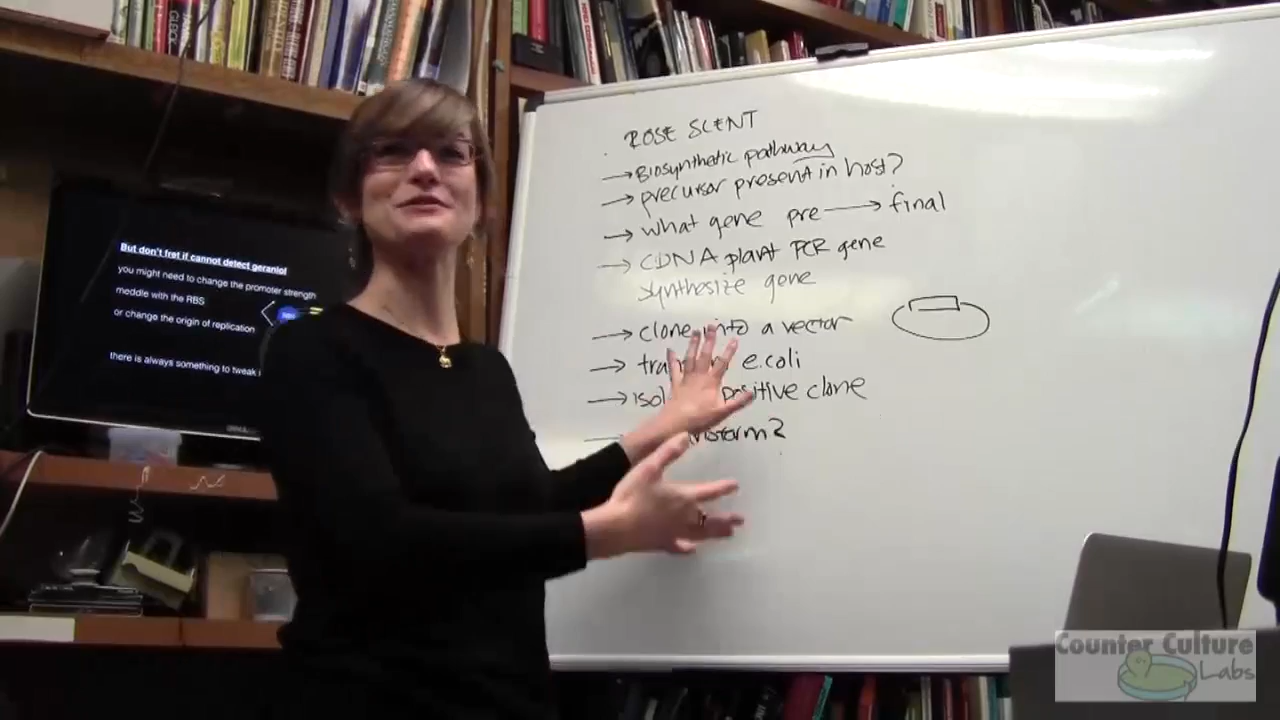 ROSE SCENT
→ Biosynthetic pathway
→ precursor present in host?
→ what gene pre → final
→ CDNA plant PCR gene
synthesize gene
→ clone into a vector
→ e.coli
→ positive clone
But don't fret if cannot detect geraniol
you might need to change the promoter strength
meddle with the RBS
or change the origin of replication
there is always something to tweak
Counter Culture
Labs